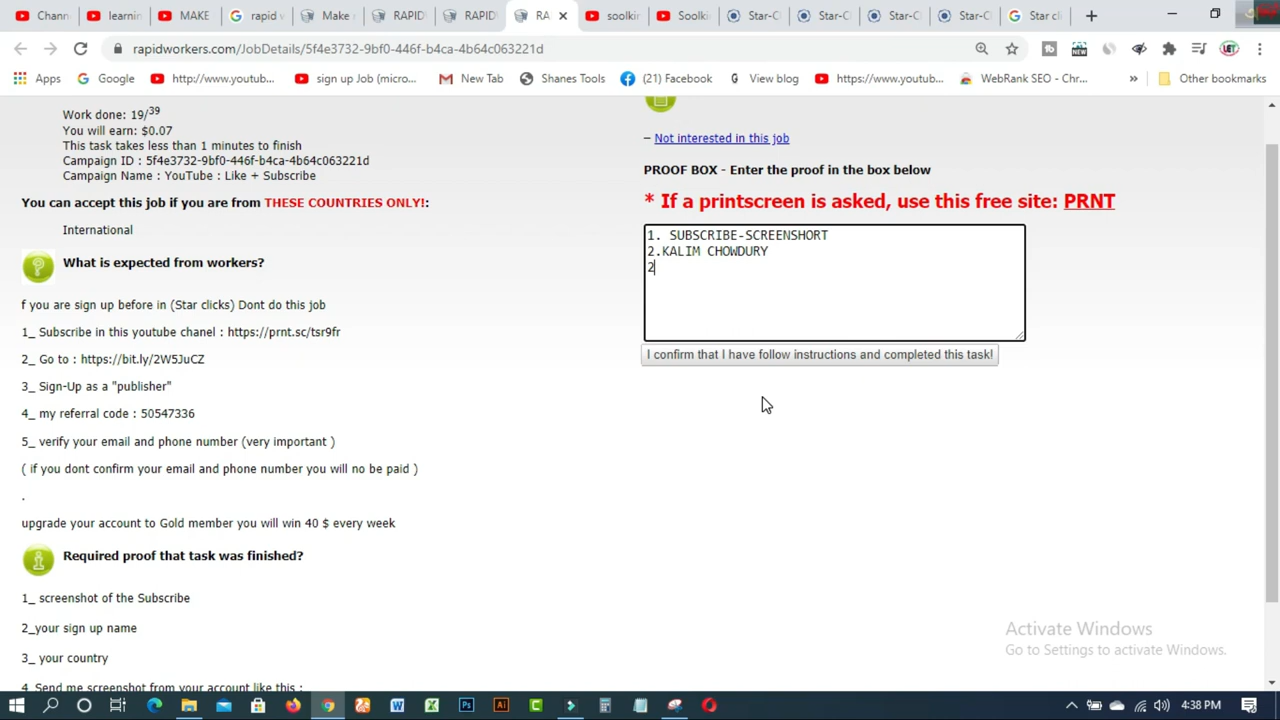 Chann
learnin
MAKE
rapid w
Make r
RAPID
RAPID
RA
soolki
Soolki
Star-C
Star-C
Star-C
Star-C
Star cl
rapidworkers.com/JobDetails/5f4e3732-9bf0-446f-b4ca-4b64c063221d
Apps
Google
http://www.youtub...
sign up Job (micro...
New Tab
Shanes Tools
(21) Facebook
View blog
https://www.youtub...
WebRank SEO - Chr...
»
Other bookmarks
Work done: 19/39
You will earn: $0.07
This task takes less than 1 minutes to finish
Campaign ID : 5f4e3732-9bf0-446f-b4ca-4b64c063221d
Campaign Name : YouTube : Like + Subscribe
You can accept this job if you are from THESE COUNTRIES ONLY!:
International
What is expected from workers?
f you are sign up before in (Star clicks) Dont do this job
1_ Subscribe in this youtube chanel : https://prnt.sc/tsr9fr
2_ Go to : https://bit.ly/2W5JuCZ
3_ Sign-Up as a "publisher"
4_ my referral code : 50547336
5_ verify your email and phone number (very important )
( if you dont confirm your email and phone number you will no be paid )
.
upgrade your account to Gold member you will win 40 $ every week
Required proof that task was finished?
1_ screenshot of the Subscribe
2_your sign up name
3_ your country
4_Send me screenshot from your account like this :
– Not interested in this job
PROOF BOX - Enter the proof in the box below
* If a printscreen is asked, use this free site: PRNT
1. SUBSCRIBE-SCREENSHORT
2.KALIM CHOWDURY
2
I confirm that I have follow instructions and completed this task!
Activate Windows
Go to Settings to activate Windows.
4:38 PM